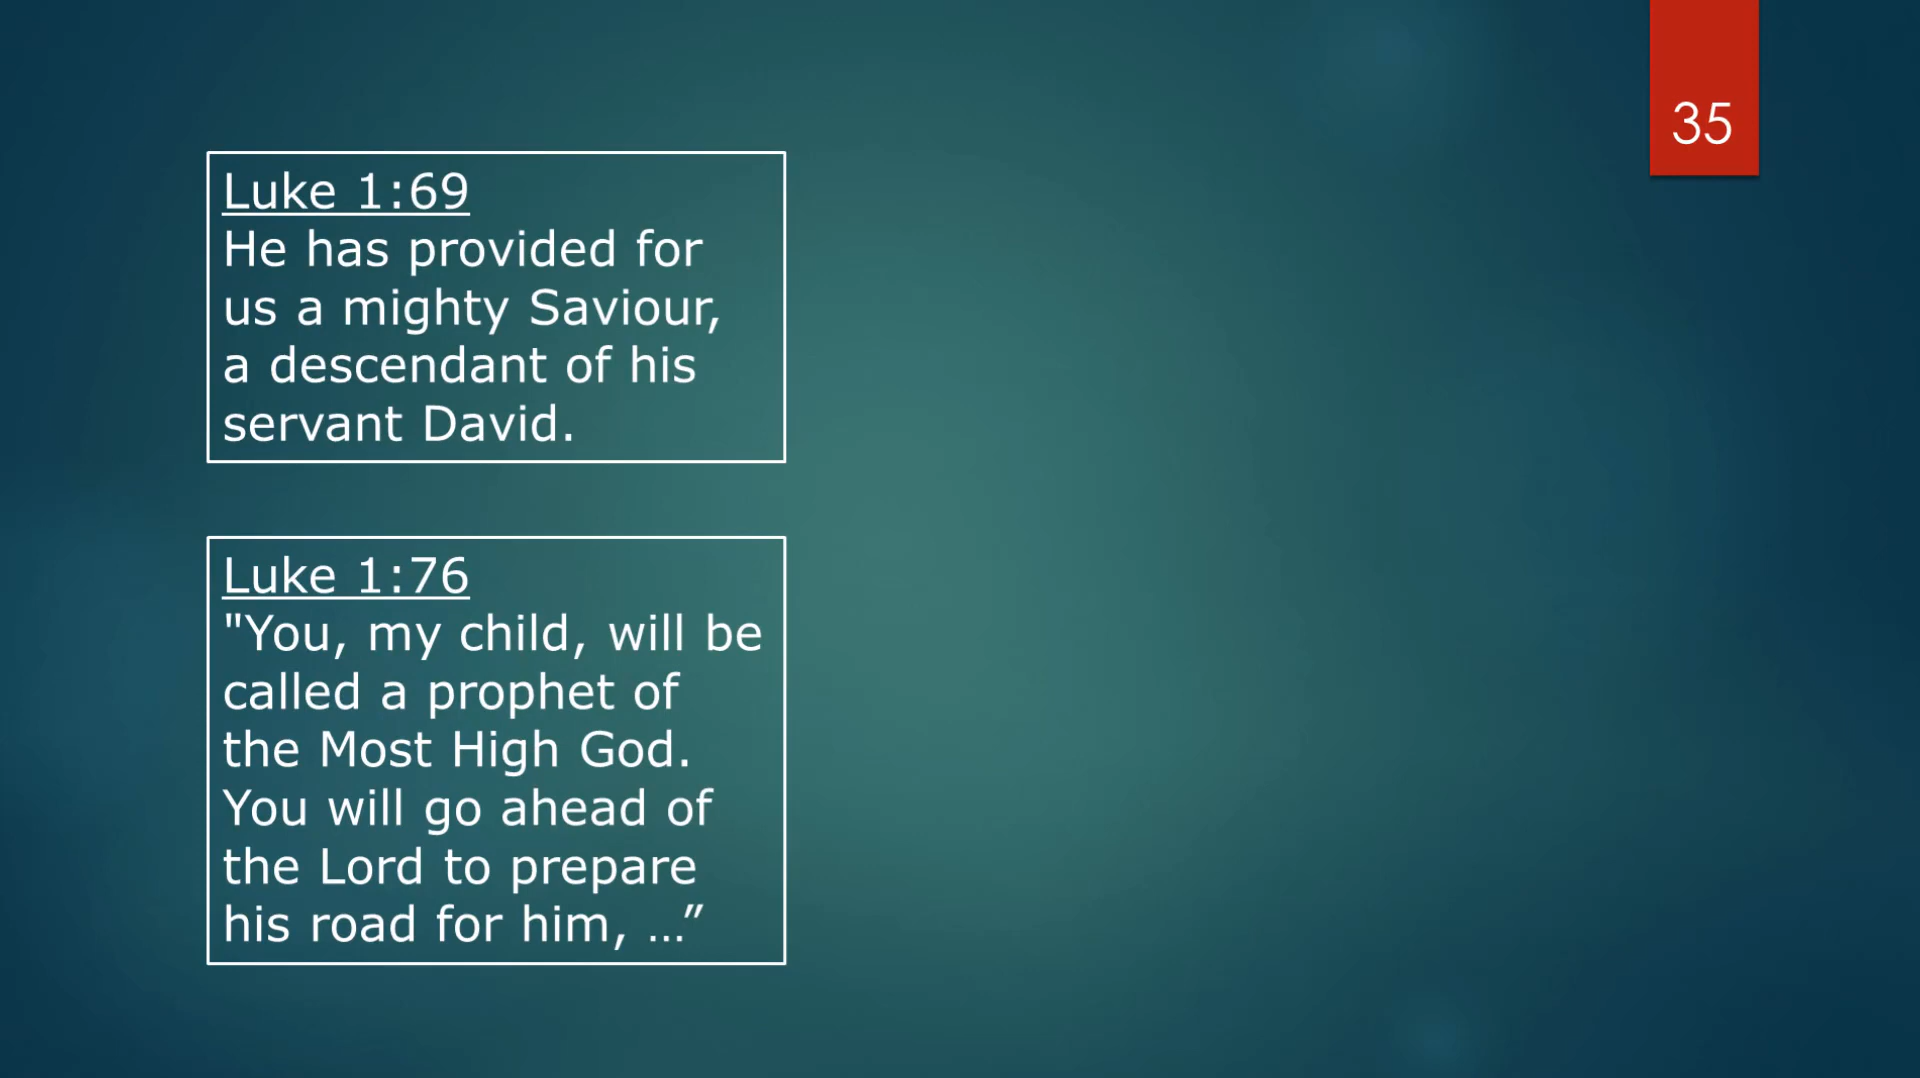 35
Luke 1:69
He has provided for
us a mighty Saviour,
a descendant of his
servant David.
Luke 1:76
"You, my child, will be
called a prophet of
the Most High God.
You will go ahead of
the Lord to prepare
his road for him, …”